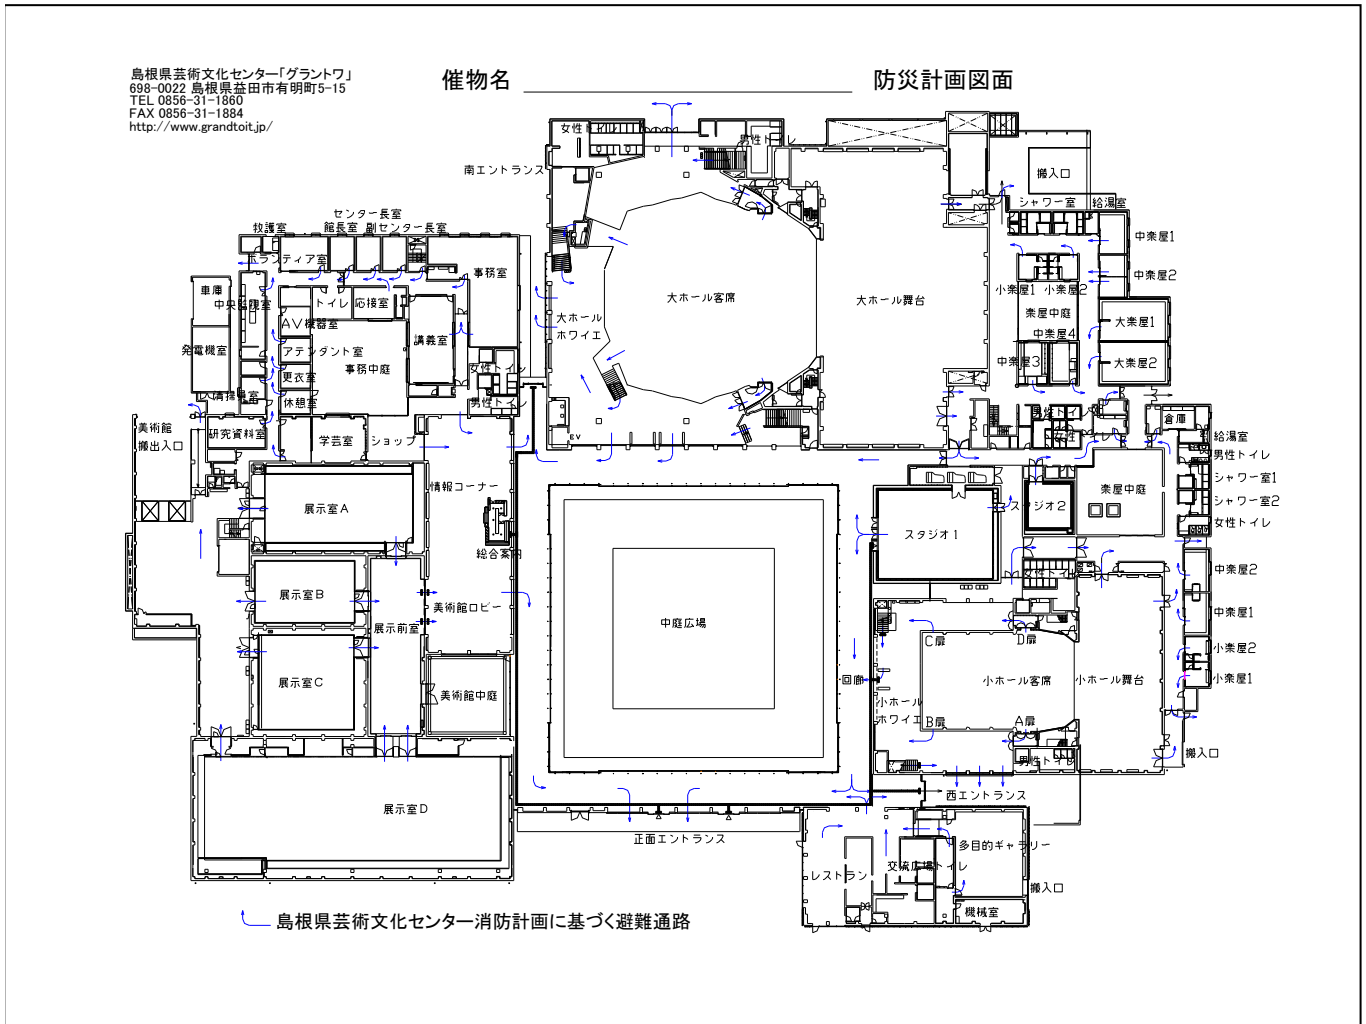 島根県芸術文化センター「グラントワ」
698-0022 島根県益田市有明町5-15
TEL 0856-31-1860
FAX 0856-31-1884
http://www.grandtoit.jp/
催物名
防災計画図面
女性トイレ
男性トイレ
南エントランス
搬入口
シャワー室
給湯室
中楽屋1
中楽屋2
小楽屋1
小楽屋2
楽屋中庭
中楽屋4
中楽屋3
大楽屋1
大楽屋2
センター長室
館長室
副センター長室
救護室
ボランティア室
事務室
車庫
中央監視室
トイレ
応接室
AV機器室
講義室
発電機室
アテンダント室
事務中庭
更衣室
清掃員室
休憩室
女性トイレ
男性トイレ
大ホール
ホワイエ
大ホール客席
大ホール舞台
EV
美術館
搬出入口
研究資料室
学芸室
ショップ
情報コーナー
展示室A
総合案内
展示室B
展示前室
美術館ロビー
展示室C
美術館中庭
展示室D
中庭広場
回廊
正面エントランス
男性トイレ
女性トイレ
倉庫
給湯室
男性トイレ
シャワー室1
シャワー室2
女性トイレ
楽屋中庭
スタジオ1
スタジオ2
女性トイレ
中楽屋2
中楽屋1
小楽屋2
小楽屋1
C扉
D扉
小ホール客席
小ホール舞台
小ホール
ホワイエ
B扉
A扉
男性トイレ
搬入口
西エントランス
多目的ギャラリー
交流広場トイレ
レストラン
搬入口
機械室
島根県芸術文化センター消防計画に基づく避難通路